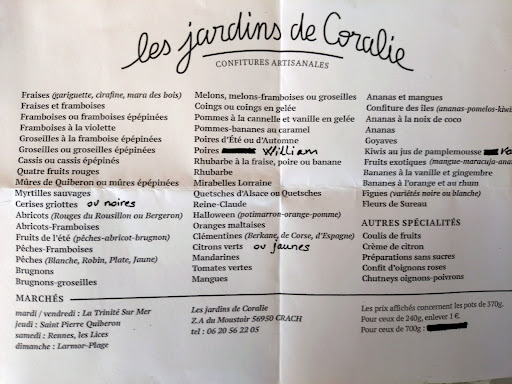 les jardins de Coralie
CONFITURES ARTISANALES
Fraises (gariguette, cirafine, mara des bois)
Fraises et framboises
Framboises ou framboises épépinées
Framboises à la violette
Groseilles à la framboise épépinées
Groseilles ou groseilles épépinées
Cassis ou cassis épépinés
Quatre fruits rouges
Mûres de Quiberon ou mûres épépinées
Myrtilles sauvages
Cerises griottes ou noires
Abricots (Rouges du Rousillon ou Bergeron)
Abricots-Framboises
Fruits de l'été (pêches-abricot-brugnon)
Pêches-Framboises
Pêches (Blanche, Robin, Plate, Jaune)
Brugnons
Brugnons-groseilles
Melons, melons-framboises ou groseilles
Coings ou coings en gelée
Pommes à la cannelle et vanille en gelée
Pommes-bananes au caramel
Poires d'Été ou d'Automne
Poires William
Rhubarbe à la fraise, poire ou banane
Rhubarbe
Mirabelles Lorraine
Quetsches d'Alsace ou Quetsches
Reine-Claude
Halloween (potimarron-orange-pomme)
Oranges maltaises
Clémentines (Berkane, de Corse, d'Espagne)
Citrons verts ou jaunes
Mandarines
Tomates vertes
Mangues
Ananas et mangues
Confiture des îles (ananas-pomelos-kiwi
Ananas à la noix de coco
Ananas
Goyaves
Kiwis au jus de pamplemousse
Fruits exotiques (mangue-maracuja-ana
Bananes à la vanille et gingembre
Bananes à l'orange et au rhum
Figues (variétés noire ou blanche)
Fleurs de Sureau
AUTRES SPÉCIALITÉS
Coulis de fruits
Crème de citron
Préparations sans sucres
Confit d'oignons roses
Chutneys oignons-poivrons
MARCHÉS
mardi / vendredi : La Trinité Sur Mer
jeudi : Saint Pierre Quiberon
samedi : Rennes, les Lices
dimanche : Larmor-Plage
Les jardins de Coralie
Z.A du Moustoir 56950 CRACH
tel : 06 20 56 22 05
Les prix affichés concernent les pots de 370g.
Pour ceux de 240g, enlever 1 €.
Pour ceux de 700g :